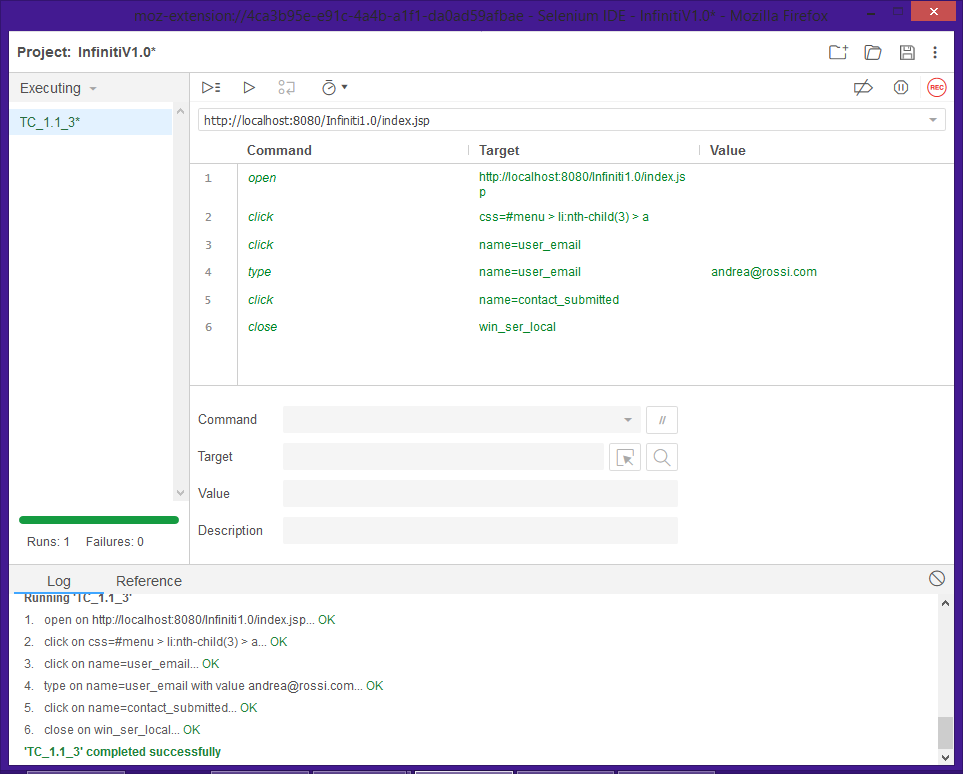 moz-extension://4ca3b95e-e91c-4a4b-a1f1-da0ad59afbae - Selenium IDE - InfinitiV1.0* - Mozilla Firefox
Project: InfinitiV1.0*
Executing
TC_1.1_3*
REC
http://localhost:8080/Infiniti1.0/index.jsp
Command Target Value
1 open http://localhost:8080/Infiniti1.0/index.js
p
2 click css=#menu > li:nth-child(3) > a
3 click name=user_email
4 type name=user_email andrea@rossi.com
5 click name=contact_submitted
6 close win_ser_local
Command //
Target
Value
Description
Runs: 1 Failures: 0
Log Reference
Running 'TC_1.1_3'
1. open on http://localhost:8080/Infiniti1.0/index.jsp... OK
2. click on css=#menu > li:nth-child(3) > a... OK
3. click on name=user_email... OK
4. type on name=user_email with value andrea@rossi.com... OK
5. click on name=contact_submitted... OK
6. close on win_ser_local... OK
'TC_1.1_3' completed successfully